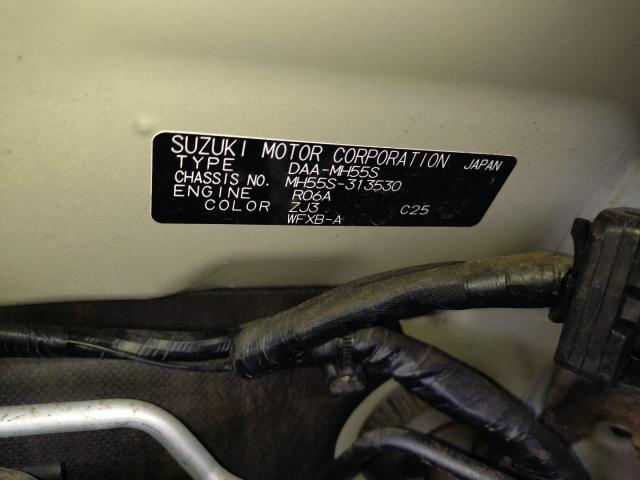 SUZUKI MOTOR CORPORATION JAPAN
TYPE DAA-MH55S
CHASSIS NO. MH55S-313530
ENGINE R06A
COLOR ZJ3 C25
WFXB-A